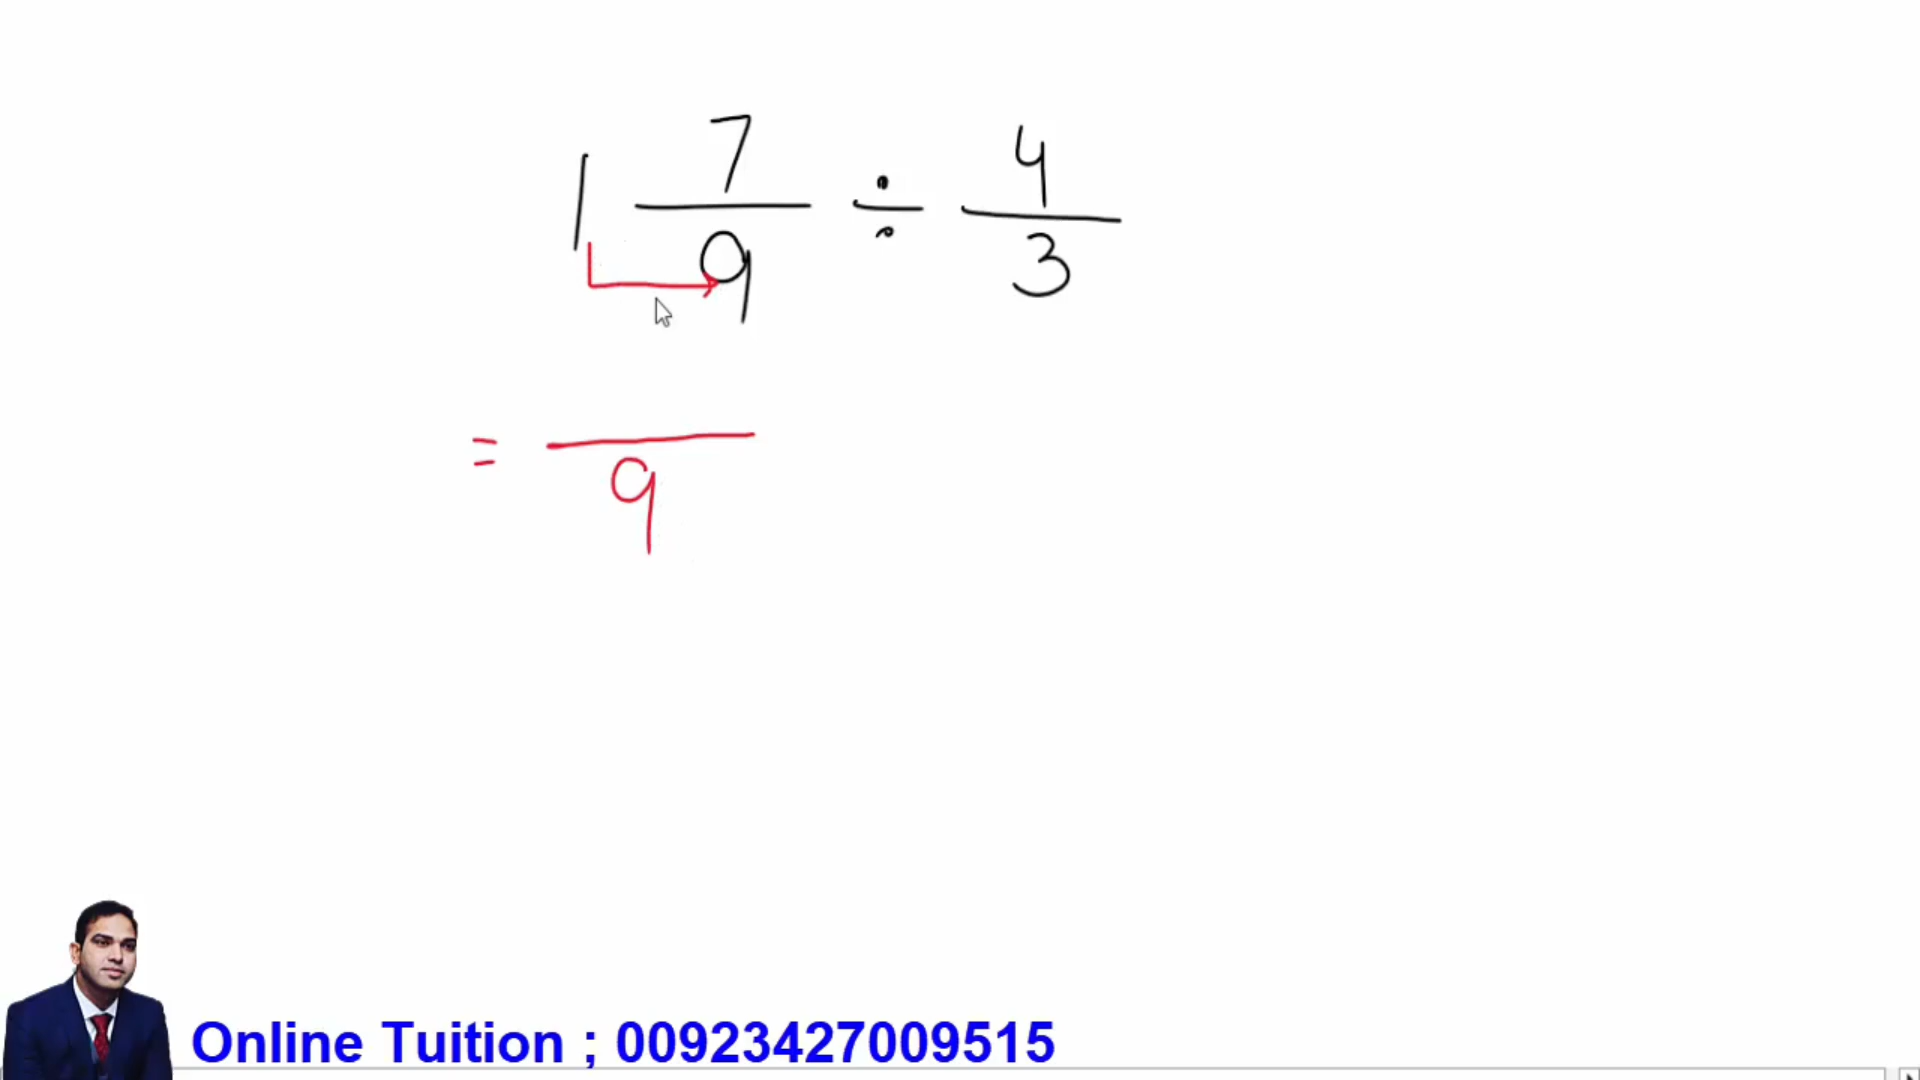 1 7/9 ÷ 4/3
= /9
Online Tuition ; 00923427009515